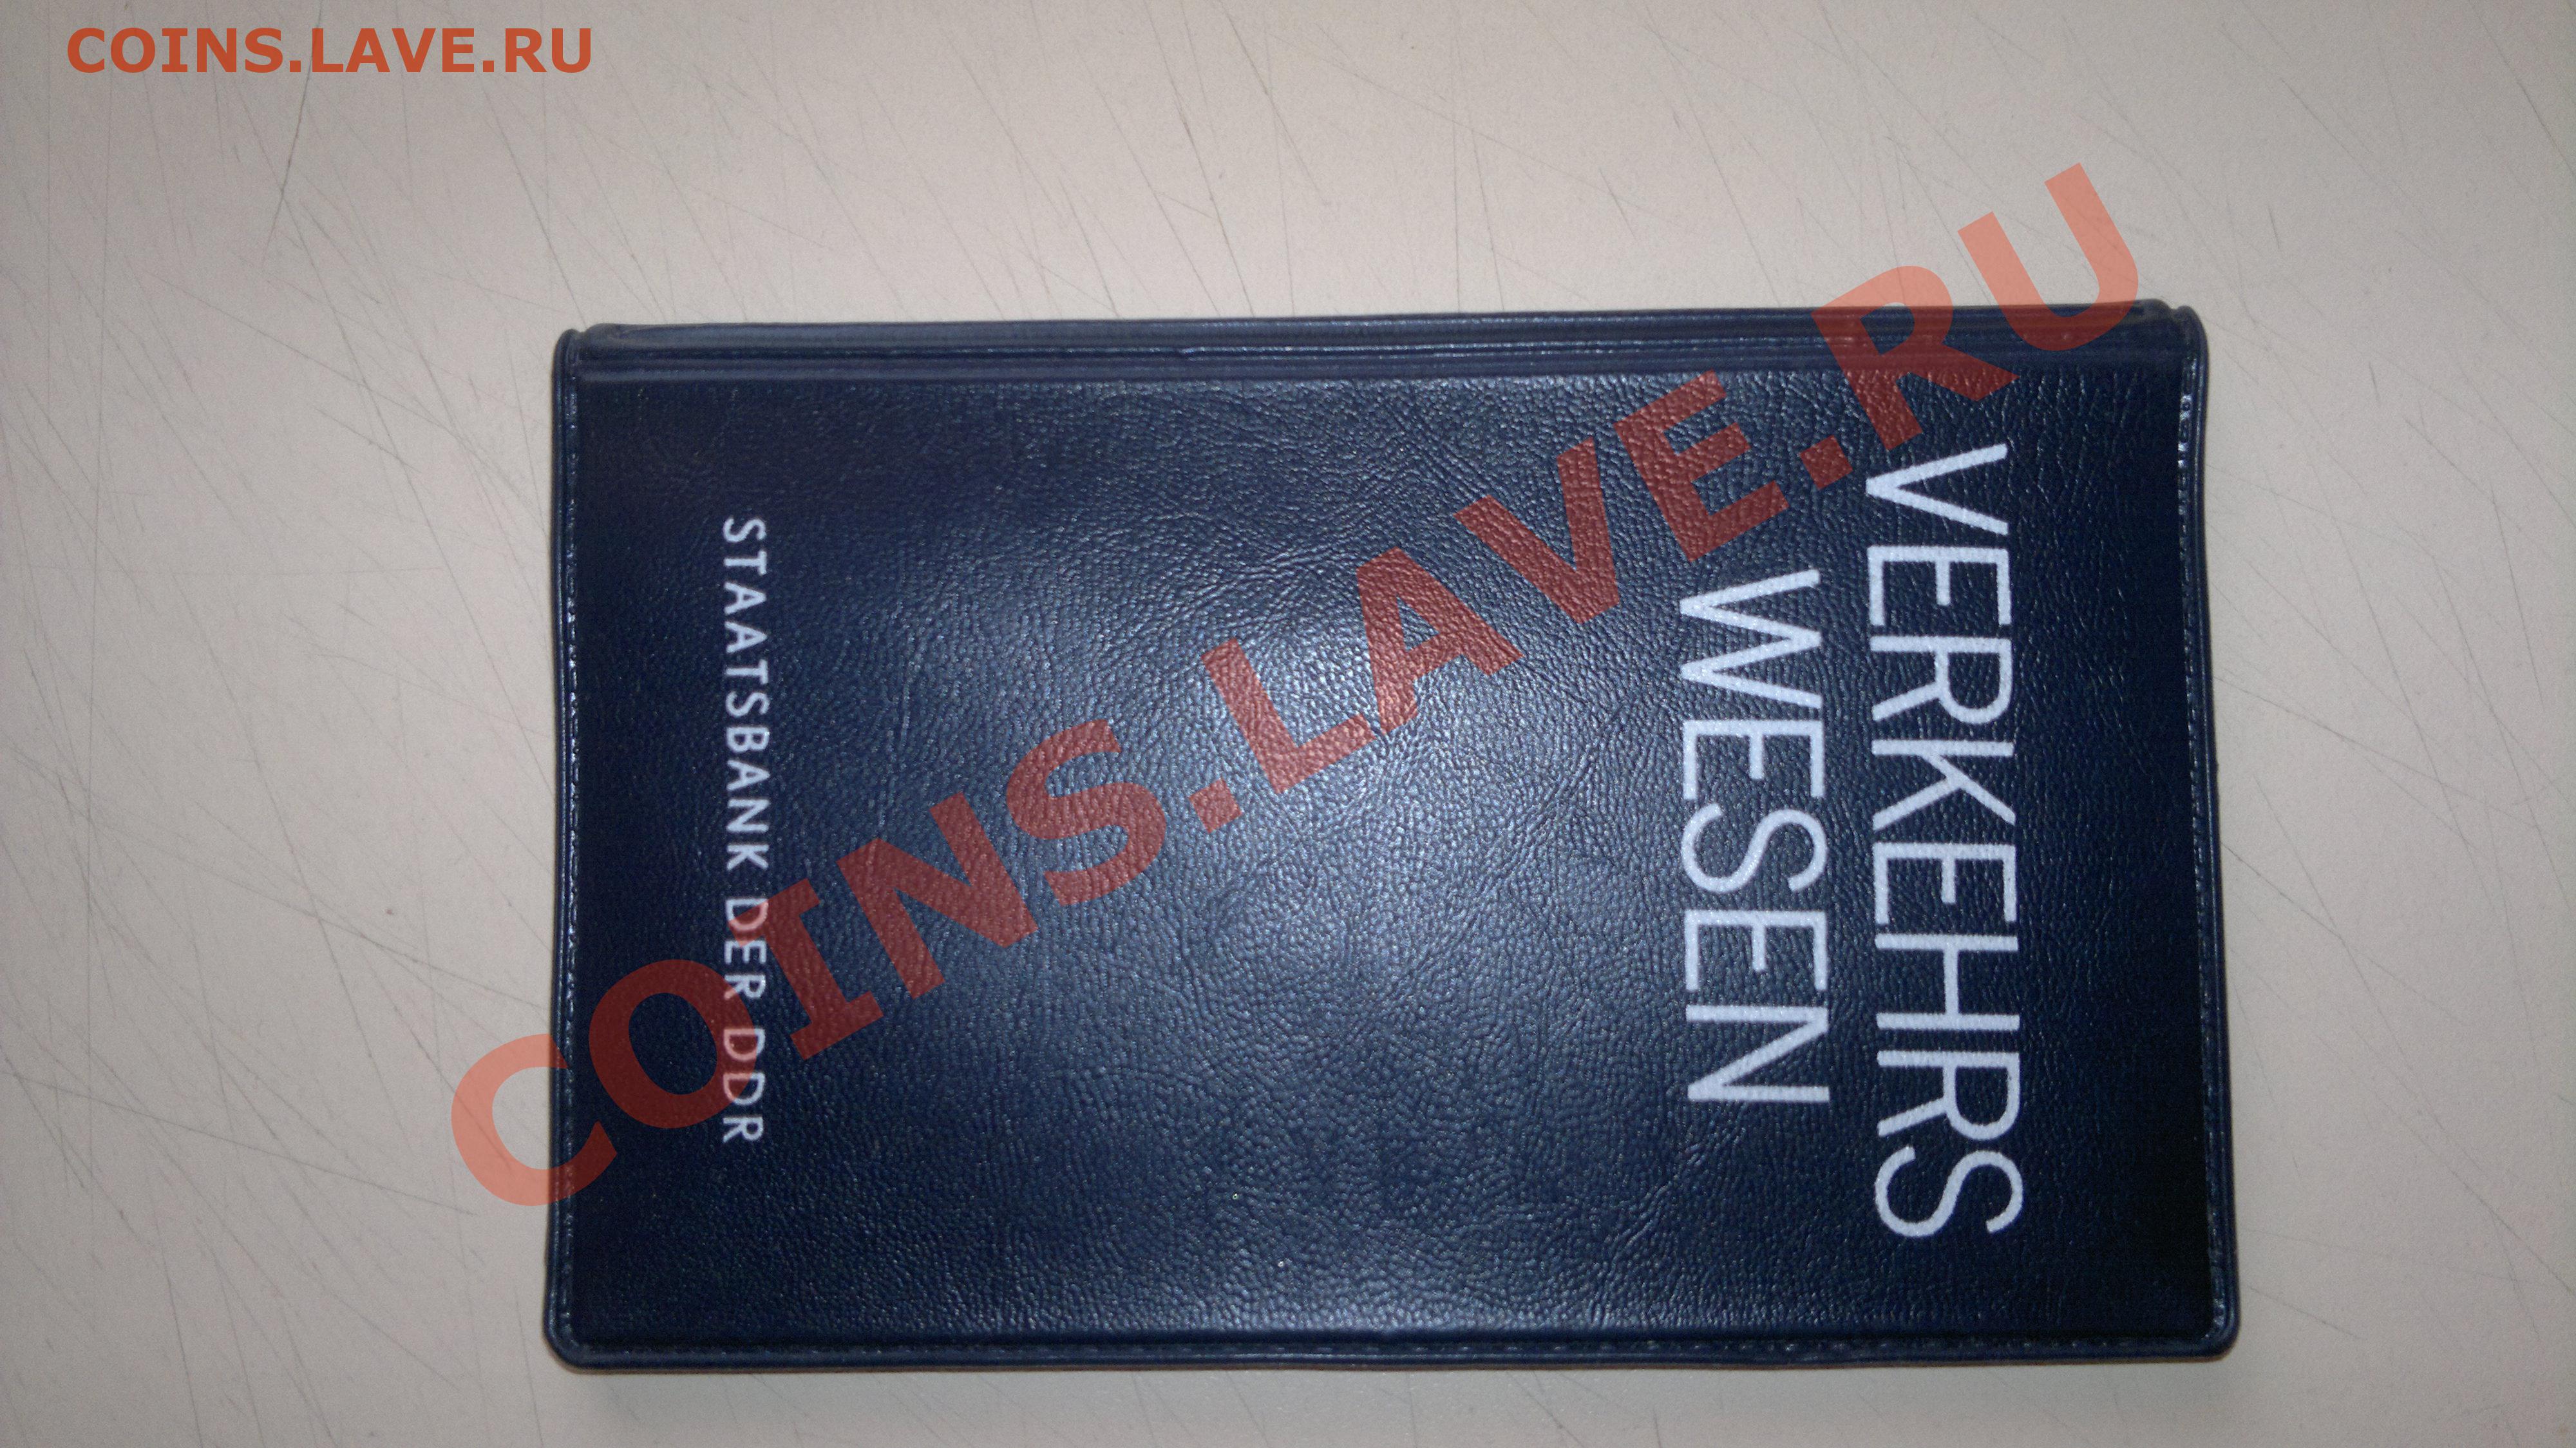 COINS.LAVE.RU
VERKEHRS
WESEN
STAATSBANK DER DDR
COINS.LAVE.RU